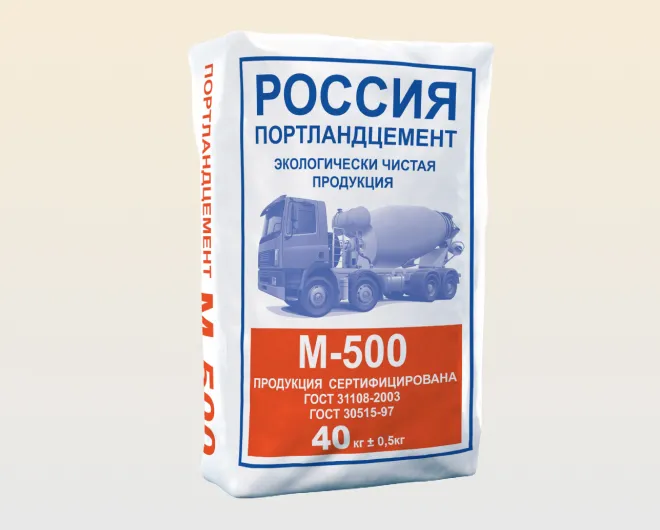 РОССИЯ
ПОРТЛАНДЦЕМЕНТ
ЭКОЛОГИЧЕСКИ ЧИСТАЯ
ПРОДУКЦИЯ
М-500
ПРОДУКЦИЯ СЕРТИФИЦИРОВАНА
ГОСТ 31108-2003
ГОСТ 30515-97
40 кг ± 0,5кг
ПОРТЛАНДЦЕМЕНТ М 500